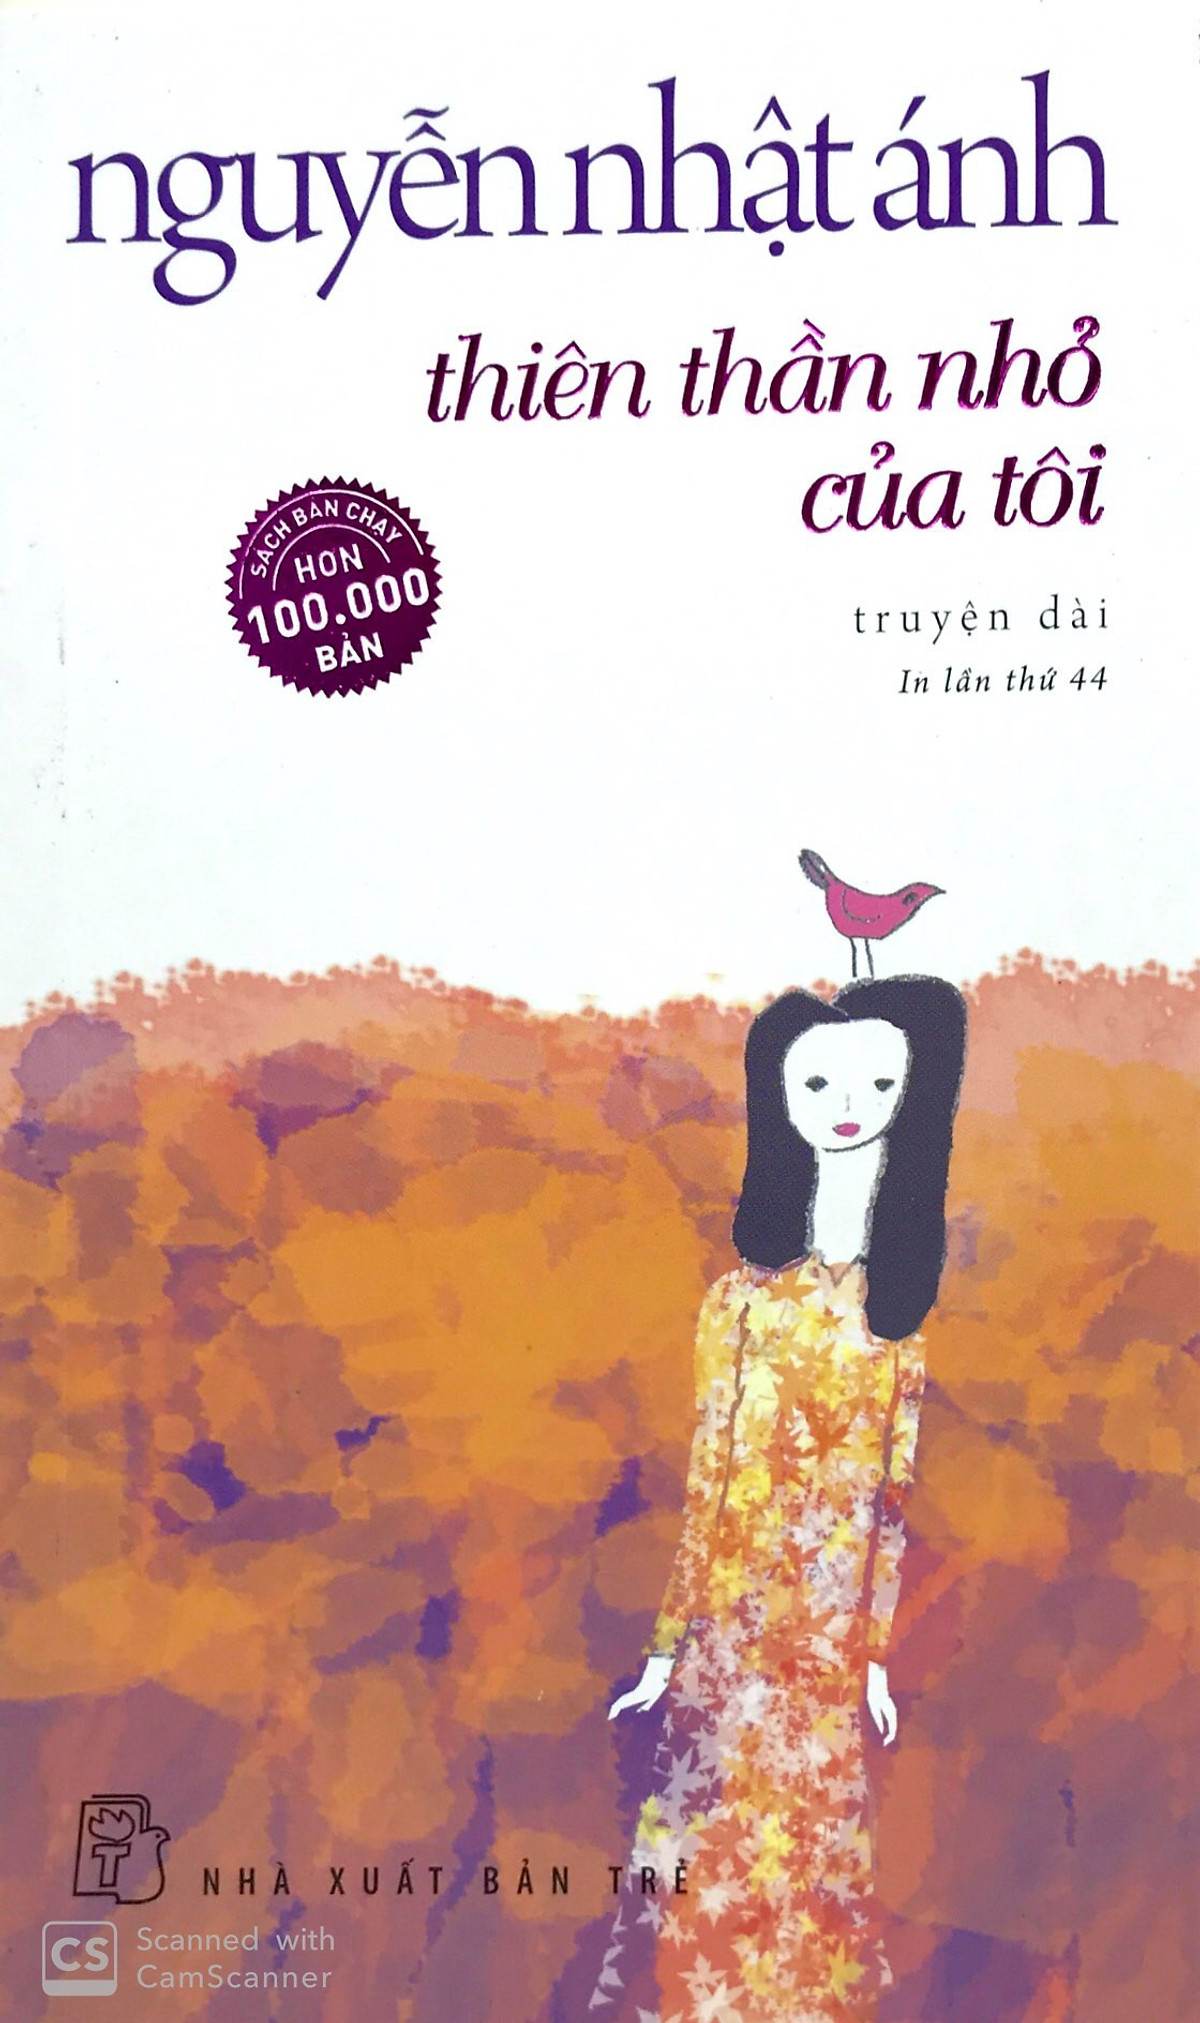 nguyễn nhật ánh
thiên thần nhỏ
của tôi
SÁCH BÁN CHẠY
HƠN
100.000
BẢN
truyện dài
In lần thứ 44
T
NHÀ XUẤT BẢN TRẺ
CS Scanned with
CamScanner